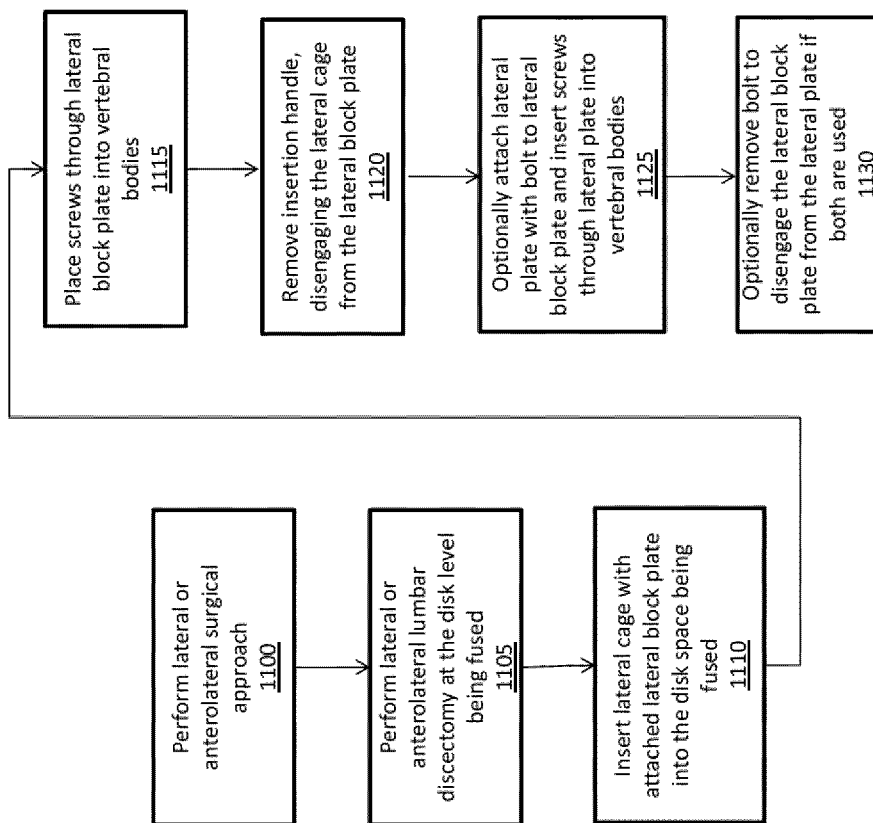 Perform lateral or
anterolateral surgical
approach
1100
Perform lateral or
anterolateral lumbar
discectomy at the disk level
being fused
1105
Insert lateral cage with
attached lateral block plate
into the disk space being
fused
1110
Place screws through lateral
block plate into vertebral
bodies
1115
Remove insertion handle,
disengaging the lateral cage
from the lateral block plate
1120
Optionally attach lateral
plate with bolt to lateral
block plate and insert screws
through lateral plate into
vertebral bodies
1125
Optionally remove bolt to
disengage the lateral block
plate from the lateral plate if
both are used
1130